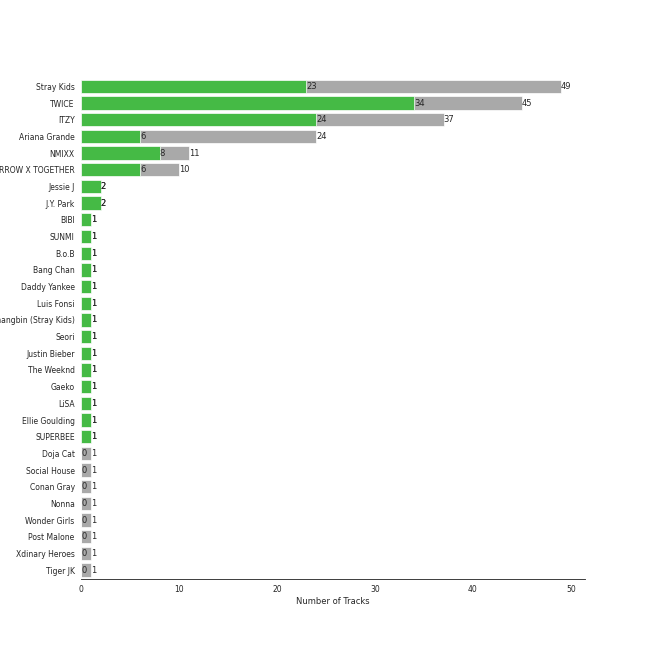 Stray Kids 23 49
TWICE 34 45
ITZY 24 37
Ariana Grande 6 24
NMIXX 8 11
RROW X TOGETHER 6 10
Jessie J 2
J.Y. Park 2
BIBI 1
SUNMI 1
B.o.B 1
Bang Chan 1
Daddy Yankee 1
Luis Fonsi 1
angbin (Stray Kids) 1
Seori 1
Justin Bieber 1
The Weeknd 1
Gaeko 1
LiSA 1
Ellie Goulding 1
SUPERBEE 1
Doja Cat 0 1
Social House 0 1
Conan Gray 0 1
Nonna 0 1
Wonder Girls 0 1
Post Malone 0 1
Xdinary Heroes 0 1
Tiger JK 0 1
0 10 20 30 40 50
Number of Tracks